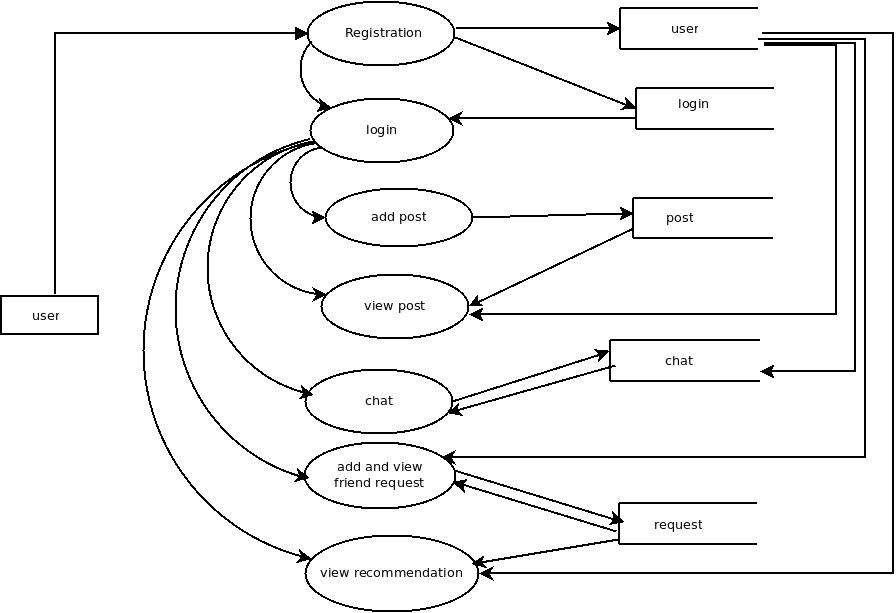 Registration
user
login
login
add post
post
user
view post
chat
chat
add and view
friend request
request
view recommendation